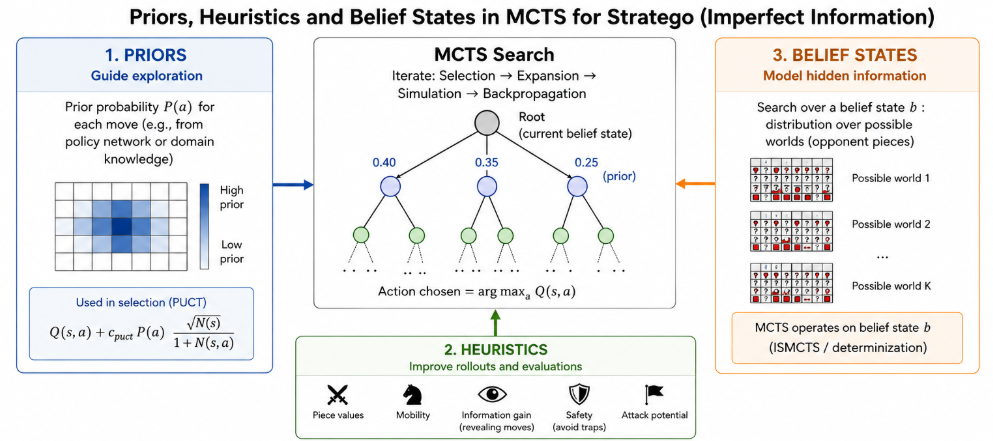 Priors, Heuristics and Belief States in MCTS for Stratego (Imperfect Information)
1. PRIORS
Guide exploration
Prior probability P(a) for
each move (e.g., from
policy network or domain
knowledge)
High
prior
Low
prior
Used in selection (PUCT)
Q(s, a) + c_puct P(a) √N(s) / (1 + N(s, a))
MCTS Search
Iterate: Selection → Expansion →
Simulation → Backpropagation
Root
(current belief state)
0.40
0.35
0.25
(prior)
Action chosen = arg max_a Q(s, a)
2. HEURISTICS
Improve rollouts and evaluations
Piece values
Mobility
Information gain
(revealing moves)
Safety
(avoid traps)
Attack potential
3. BELIEF STATES
Model hidden information
Search over a belief state b :
distribution over possible
worlds (opponent pieces)
Possible world 1
Possible world 2
...
Possible world K
MCTS operates on belief state b
(ISMCTS / determinization)